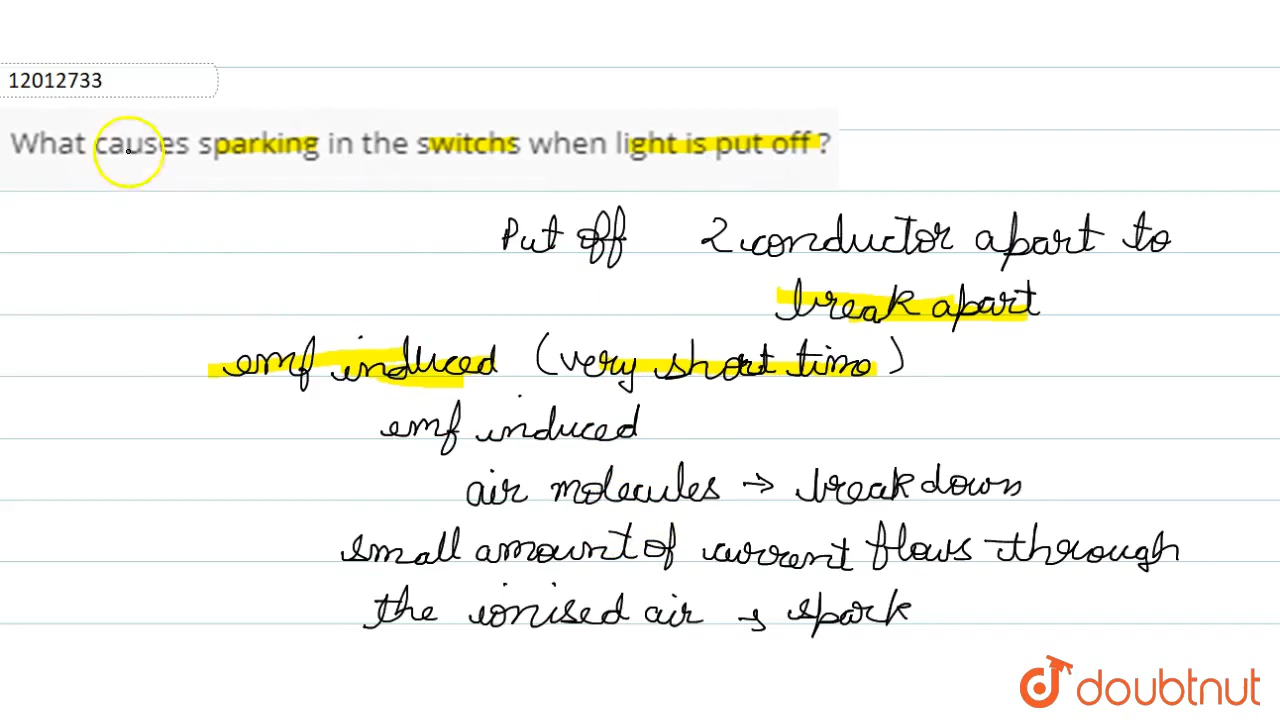 12012733
What causes sparking in the switchs when light is put off ?
Put off 2 conductor apart to
break apart
emf induced (very short time)
emf induced
air molecules → breakdown
small amount of current flows through
the ionised air → spark
doubtnut